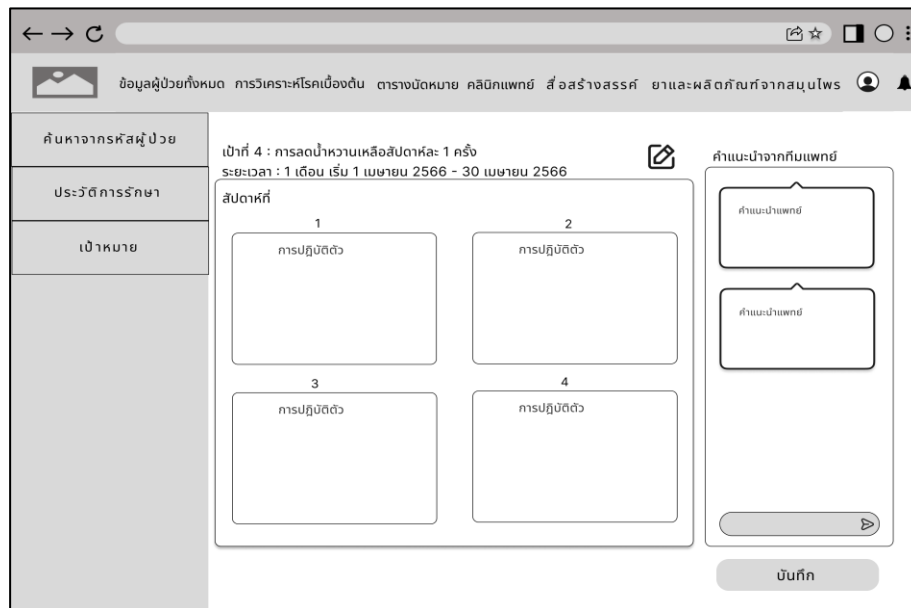 ข้อมูลผู้ป่วยทั้งหมด การวิเคราะห์โรคเบื้องต้น ตารางนัดหมาย คลินิกแพทย์ สื่อสร้างสรรค์ ยาและผลิตภัณฑ์จากสมุนไพร
ค้นหาจากรหัสผู้ป่วย
ประวัติการรักษา
เป้าหมาย
เป้าที่ 4 : การลดน้ำหวานเหลือสัปดาห์ละ 1 ครั้ง
ระยะเวลา : 1 เดือน เริ่ม 1 เมษายน 2566 - 30 เมษายน 2566
สัปดาห์ที่
1
การปฎิบัติตัว
2
การปฎิบัติตัว
3
การปฎิบัติตัว
4
การปฎิบัติตัว
คำแนะนำจากทีมแพทย์
คำแนะนำแพทย์
คำแนะนำแพทย์
บันทึก